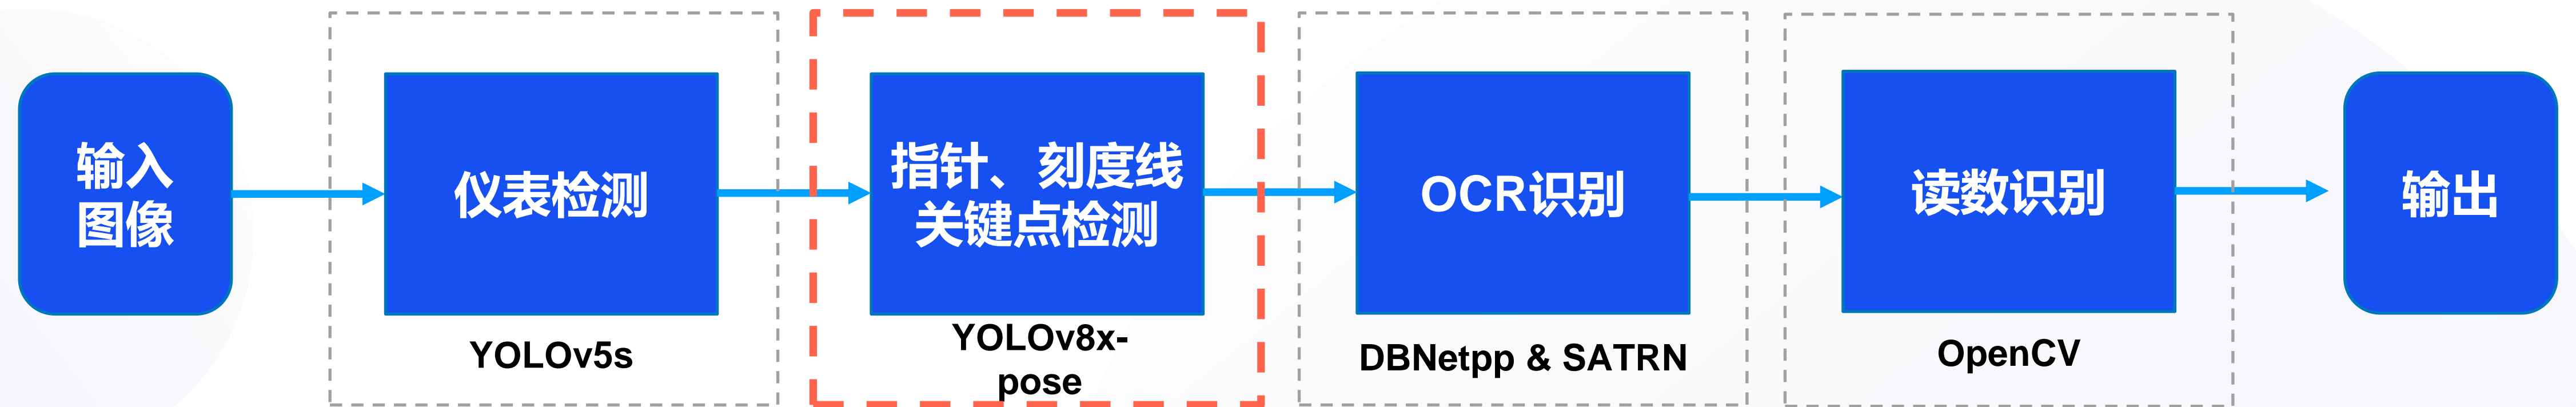 输入
图像
仪表检测
YOLOv5s
指针、刻度线
关键点检测
YOLOv8x-
pose
OCR识别
DBNetpp & SATRN
读数识别
OpenCV
输出